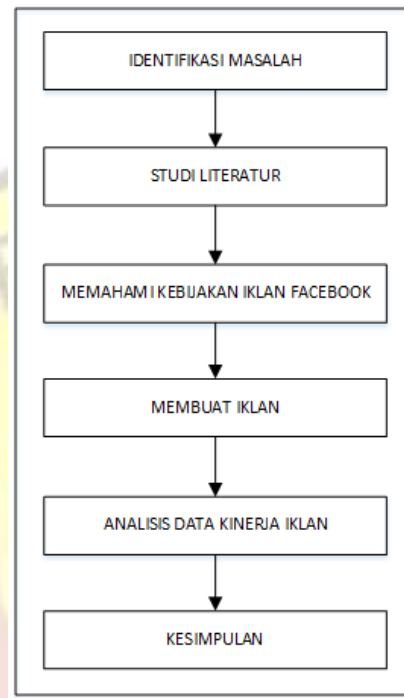 IDENTIFIKASI MASALAH
STUDI LITERATUR
MEMAHAMI KEBIJAKAN IKLAN FACEBOOK
MEMBUAT IKLAN
ANALISIS DATA KINERJA IKLAN
KESIMPULAN